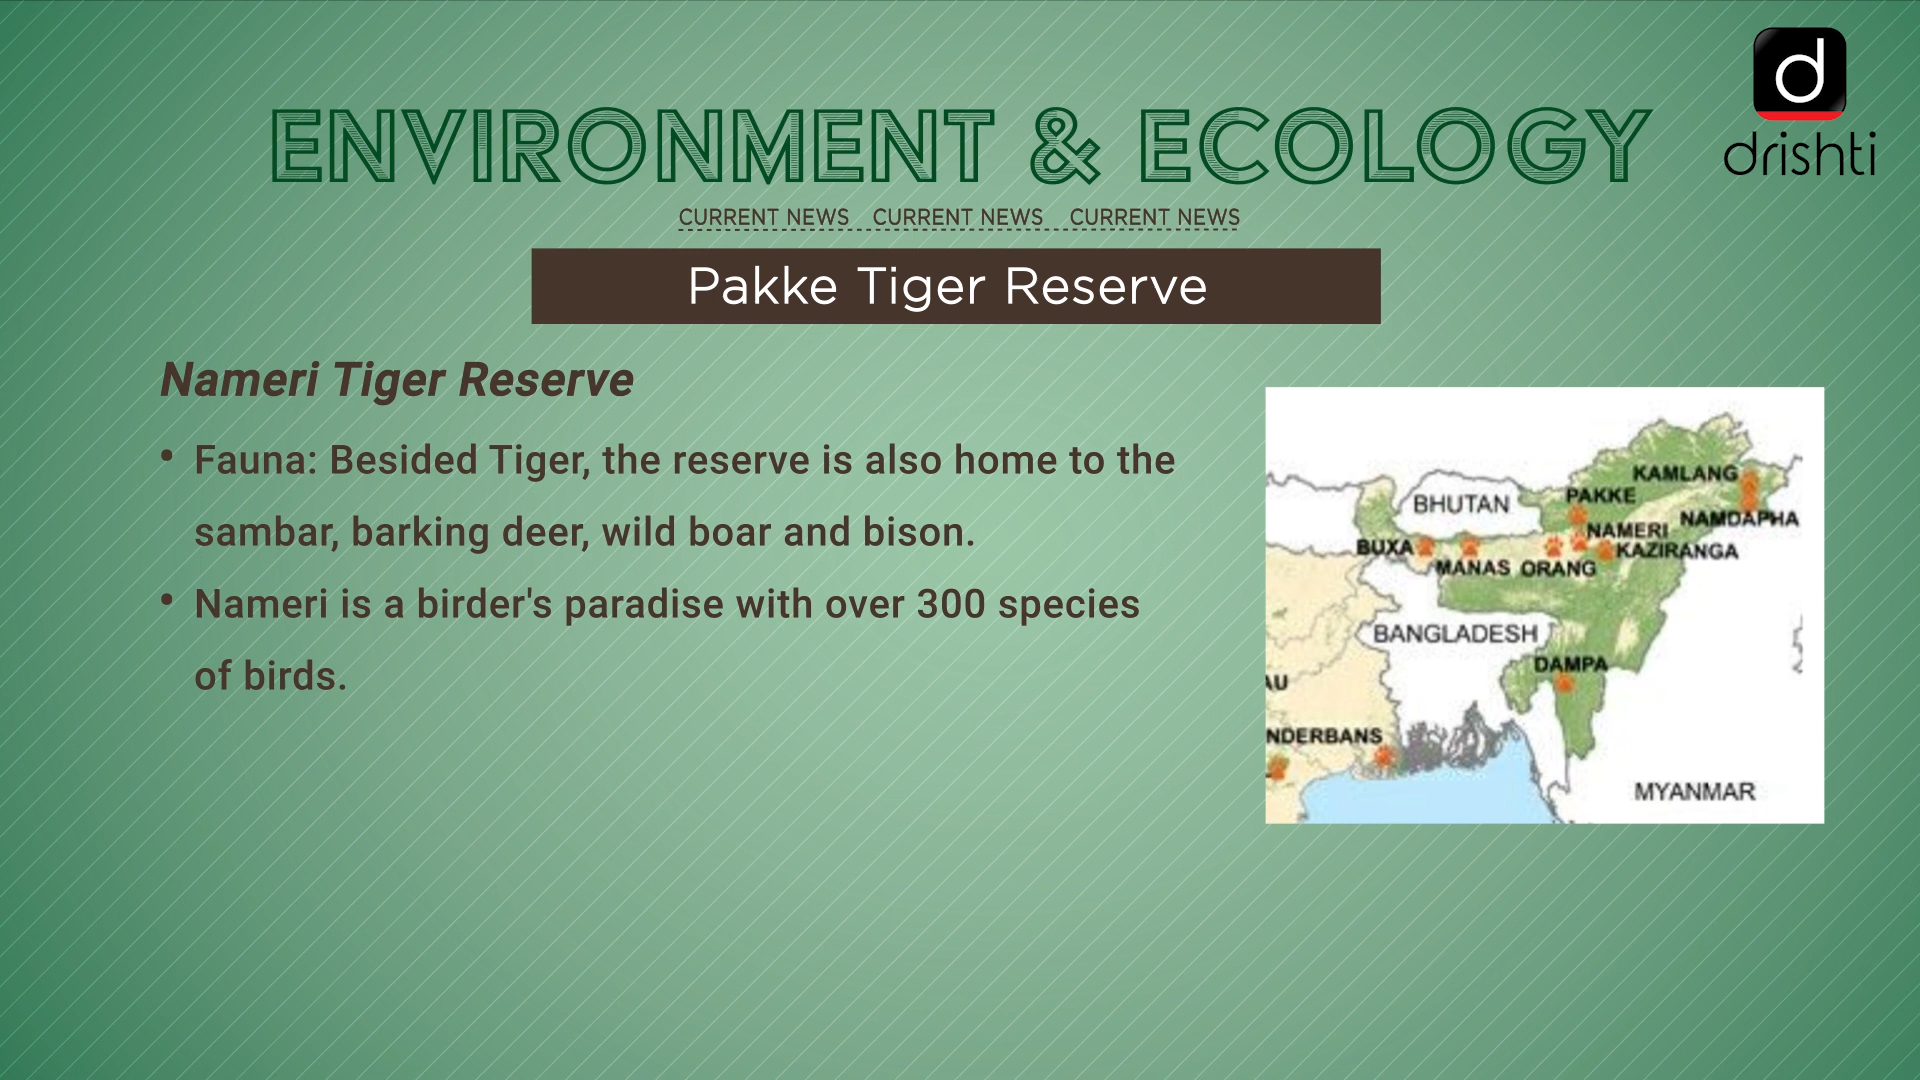 d
drishti
ENVIRONMENT & ECOLOGY
CURRENT NEWS CURRENT NEWS CURRENT NEWS
Pakke Tiger Reserve
Nameri Tiger Reserve
• Fauna: Besided Tiger, the reserve is also home to the
sambar, barking deer, wild boar and bison.
• Nameri is a birder's paradise with over 300 species
of birds.
KAMLANG
PAKKE
BHUTAN
NAMDAPHA
NAMERI
BUXA
KAZIRANGA
MANAS ORANG
BANGLADESH
DAMPA
AU
NDERBANS
MYANMAR